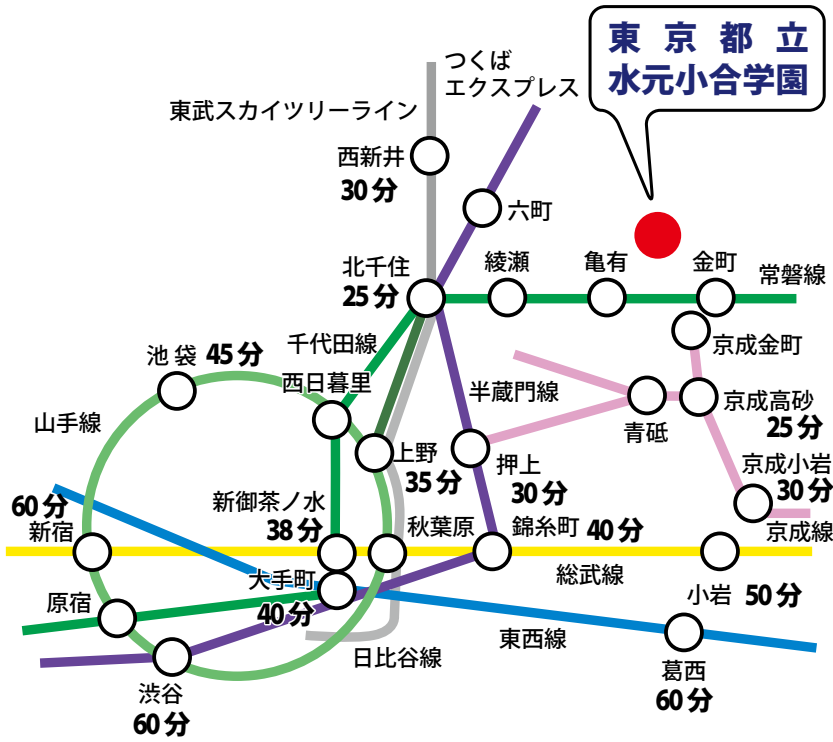 東京都立
水元小合学園
つくば
エクスプレス
東武スカイツリーライン
西新井
30分
六町
北千住
25分
綾瀬
亀有
金町
常磐線
京成金町
千代田線
池袋 45分
西日暮里
半蔵門線
山手線
青砥
京成高砂
25分
上野
35分
押上
30分
京成小岩
30分
京成線
60分
新宿
新御茶ノ水
38分
秋葉原
錦糸町 40分
大手町
40分
総武線
小岩 50分
原宿
東西線
日比谷線
葛西
60分
渋谷
60分